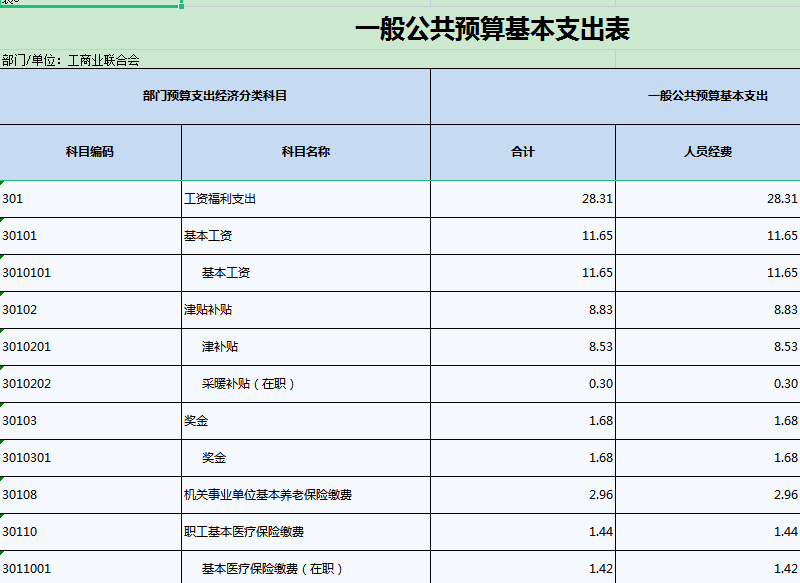 一般公共预算基本支出表
部门/单位：工商业联合会
部门预算支出经济分类科目 一般公共预算基本支出
科目编码 科目名称 合计 人员经费
301 工资福利支出 28.31 28.31
30101 基本工资 11.65 11.65
3010101 基本工资 11.65 11.65
30102 津贴补贴 8.83 8.83
3010201 津补贴 8.53 8.53
3010202 采暖补贴（在职） 0.30 0.30
30103 奖金 1.68 1.68
3010301 奖金 1.68 1.68
30108 机关事业单位基本养老保险缴费 2.96 2.96
30110 职工基本医疗保险缴费 1.44 1.44
3011001 基本医疗保险缴费（在职） 1.42 1.42